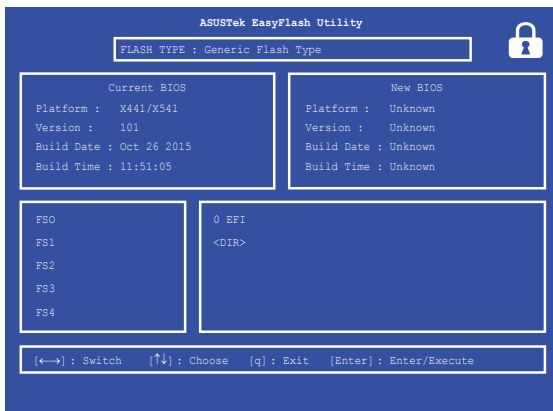 ASUSTek EasyFlash Utility
FLASH TYPE : Generic Flash Type
Current BIOS
Platform : X441/X541
Version : 101
Build Date : Oct 26 2015
Build Time : 11:51:05
New BIOS
Platform : Unknown
Version : Unknown
Build Date : Unknown
Build Time : Unknown
FSO
FS1
FS2
FS3
FS4
0 EFI
<DIR>
[←→] : Switch [↑↓] : Choose [q] : Exit [Enter] : Enter/Execute